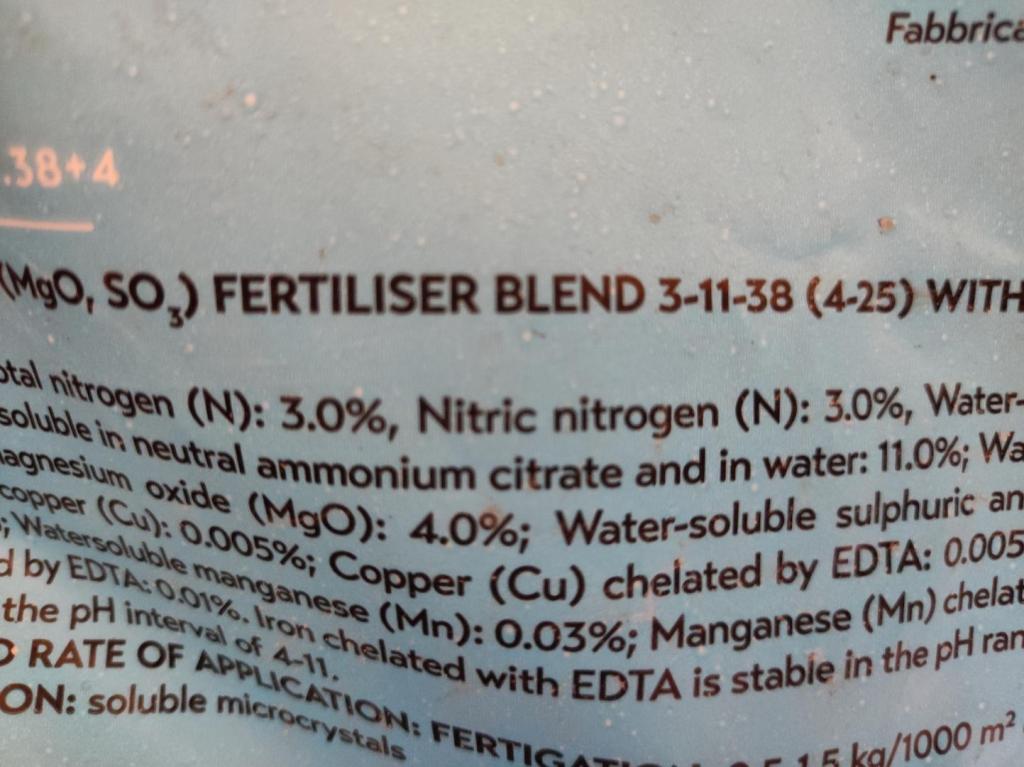 Fabbrica
.38+4
(MgO, SO₃) FERTILISER BLEND 3-11-38 (4-25) WITH
otal nitrogen (N): 3.0%, Nitric nitrogen (N): 3.0%, Water-
soluble in neutral ammonium citrate and in water: 11.0%; Wa
agnesium oxide (MgO): 4.0%; Water-soluble sulphuric an
copper (Cu): 0.005%; Copper (Cu) chelated by EDTA: 0.005
; Watersoluble manganese (Mn): 0.03%; Manganese (Mn) chelat
d by EDTA: 0.01%. Iron chelated with EDTA is stable in the pH ran
the pH interval of 4-11.
RATE OF APPLICATION: FERTIGATI 1.5 kg/1000 m²
ON: soluble microcrystals